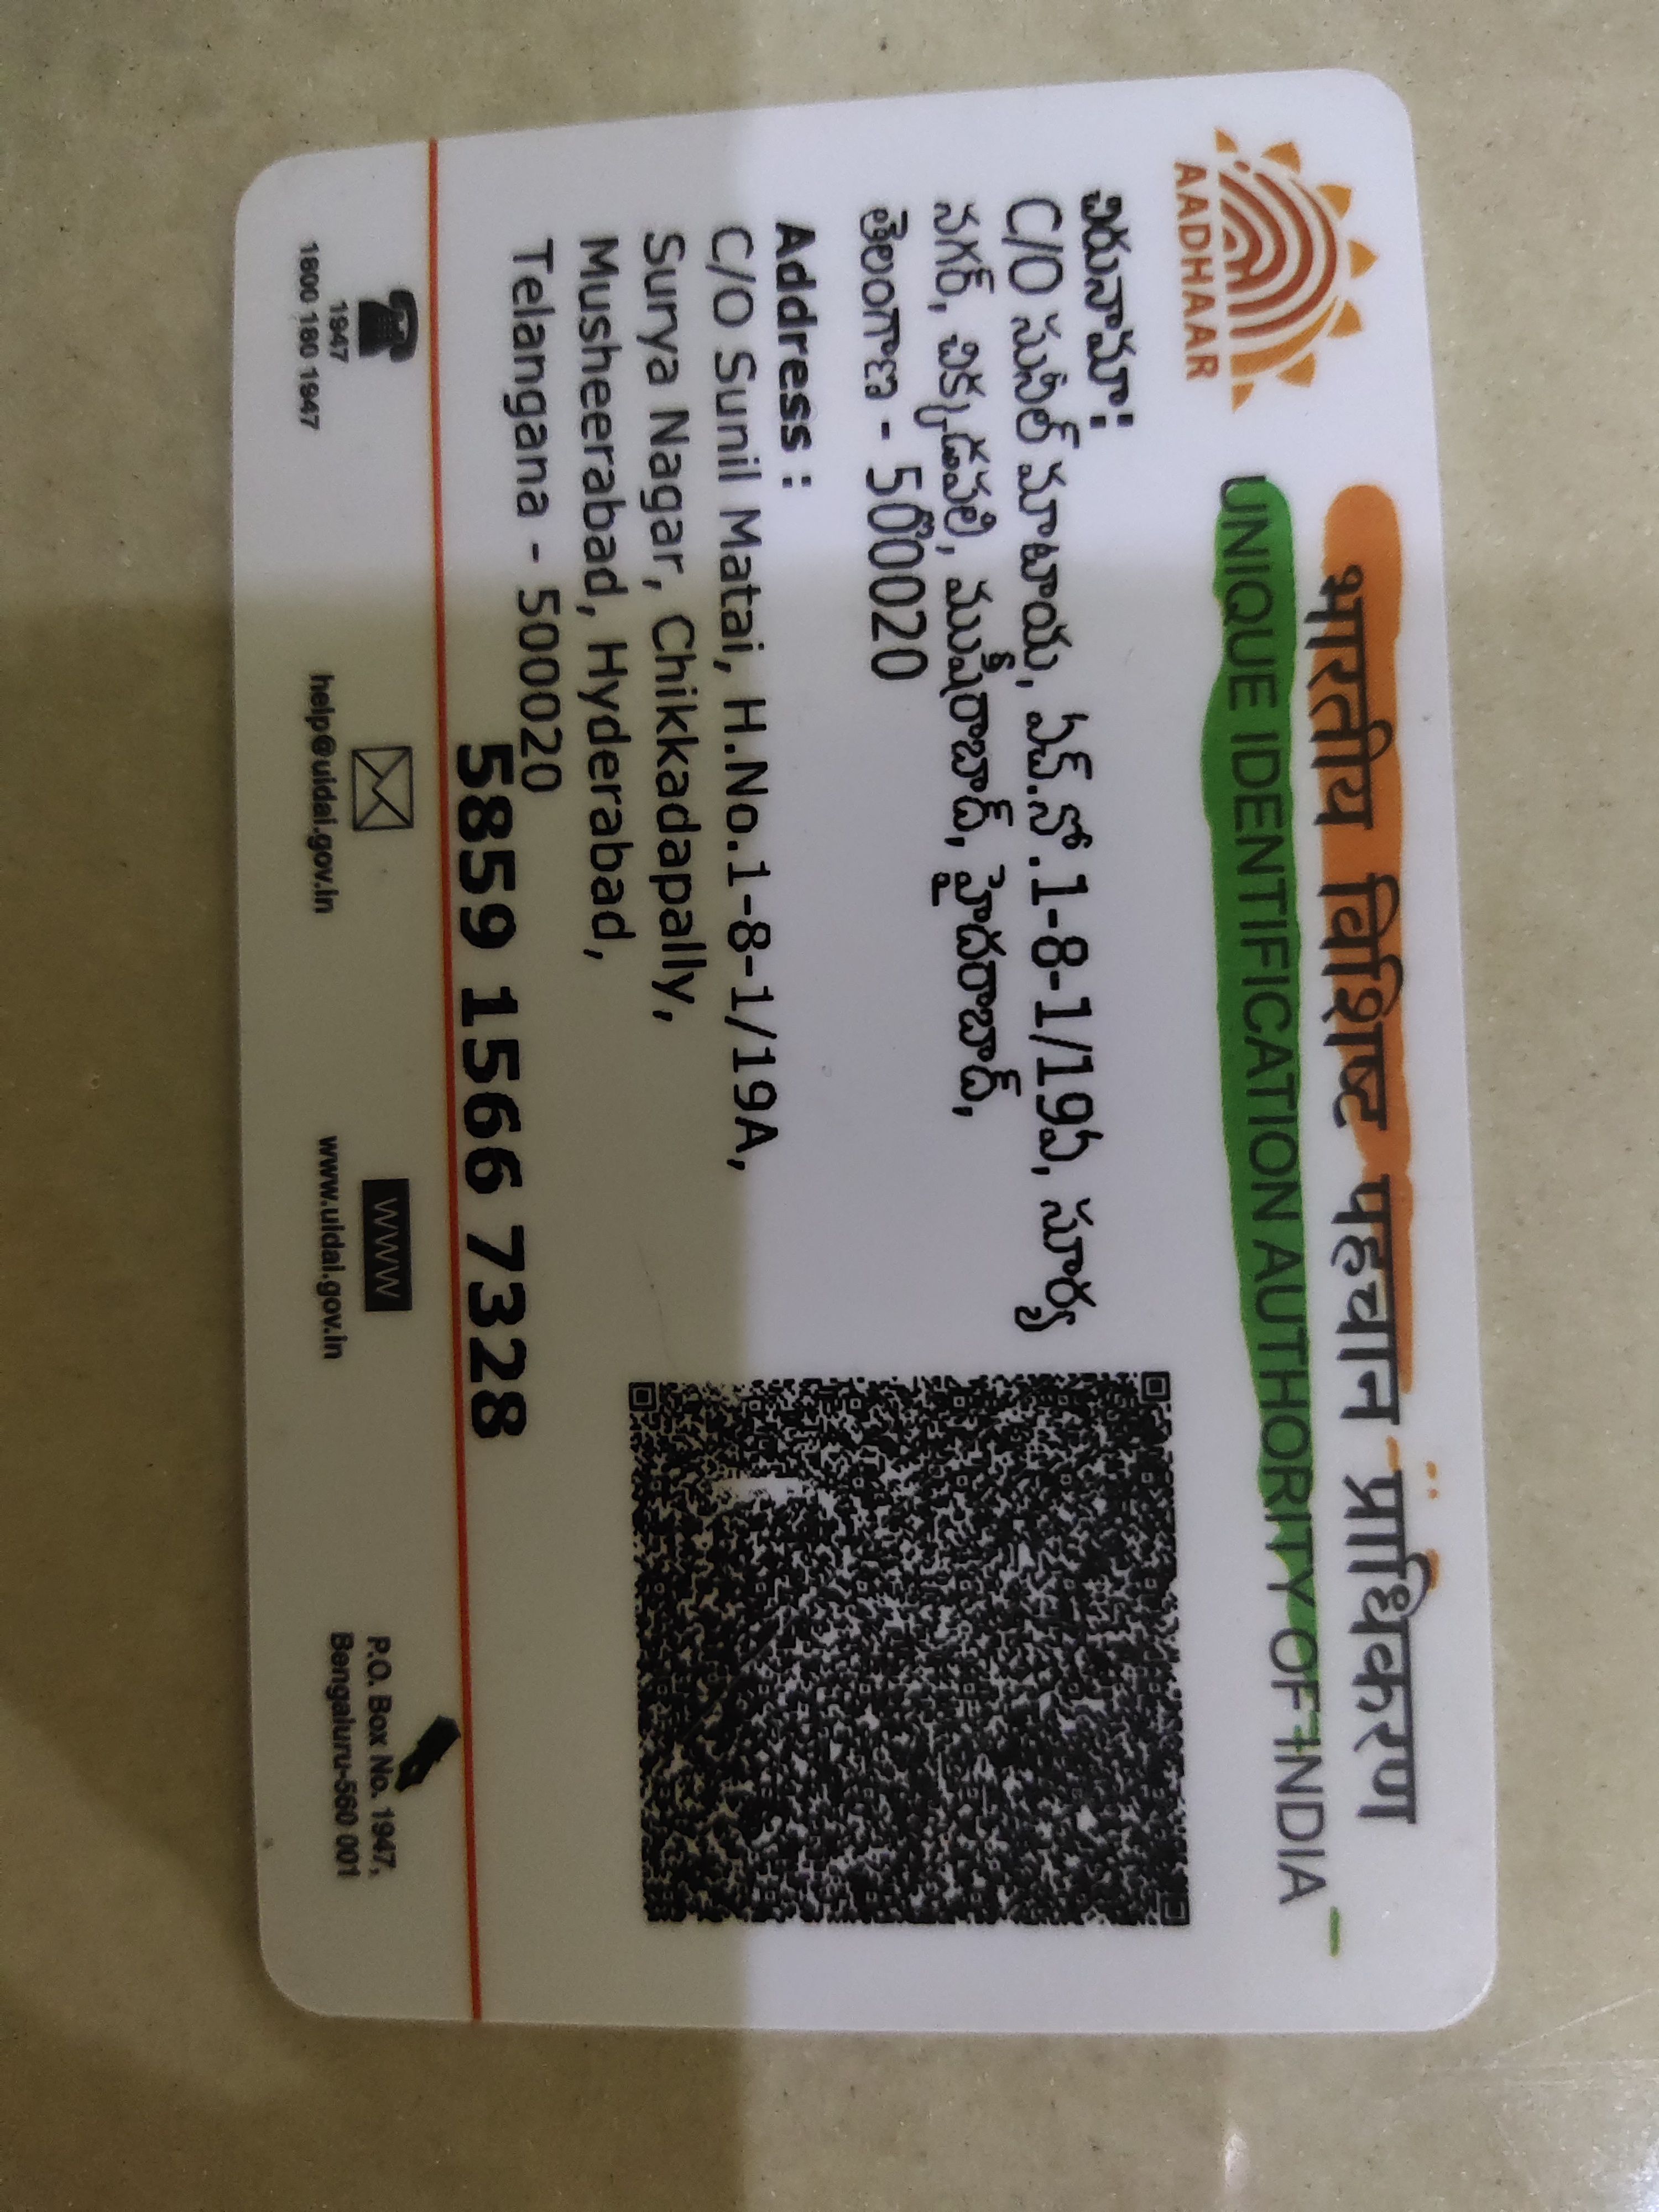 भारतीय विशिष्ट पहचान प्राधिकरण
UNIQUE IDENTIFICATION AUTHORITY OF INDIA
AADHAAR
చిరునామా:
C/O సునీల్ మాటాయ, హెచ్.నో.1-8-1/19ఏ, సూర్య
నగర్, చిక్కడపల్లి, ముషీరాబాద్, హైదరాబాద్,
తెలంగాణ - 500020
Address :
C/O Sunil Matai, H.No.1-8-1/19A,
Surya Nagar, Chikkadapally,
Musheerabad, Hyderabad,
Telangana - 500020
5859 1566 7328
1947
1800 180 1947
help@uidai.gov.in
WWW
www.uidai.gov.in
P.O. Box No. 1947,
Bengaluru-560 001